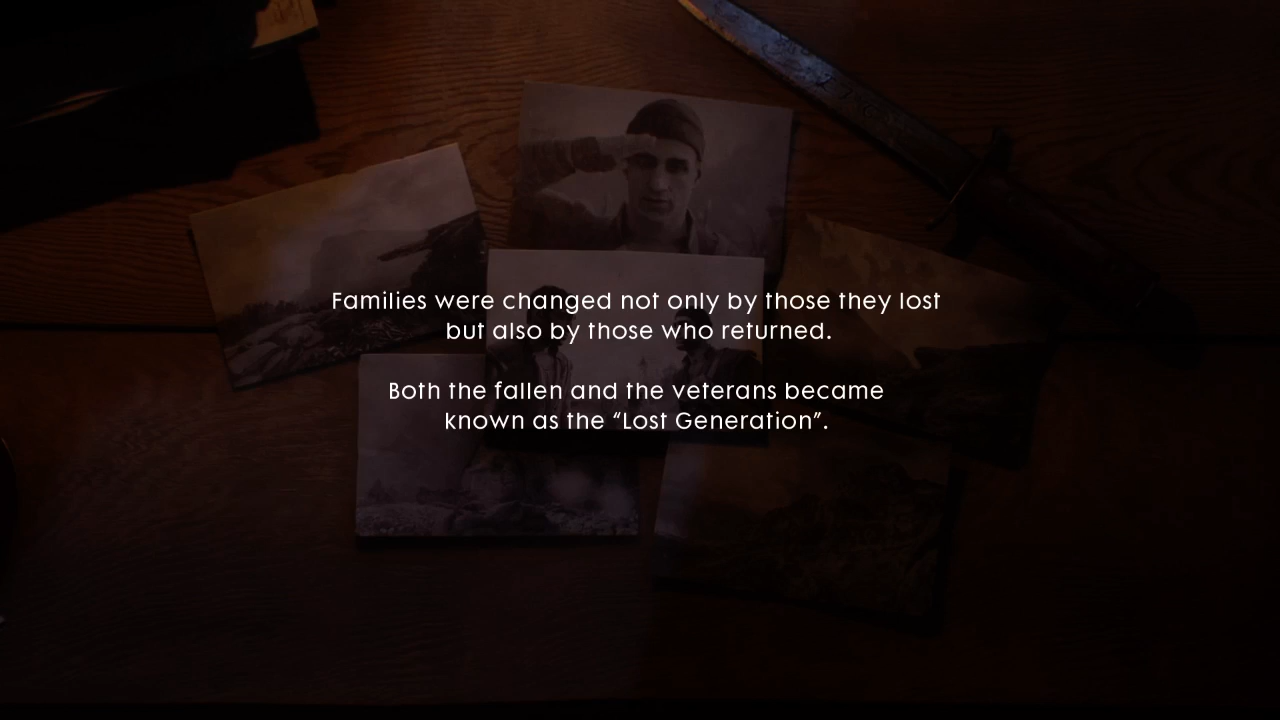 Families were changed not only by those they lost
but also by those who returned.
Both the fallen and the veterans became
known as the “Lost Generation”.